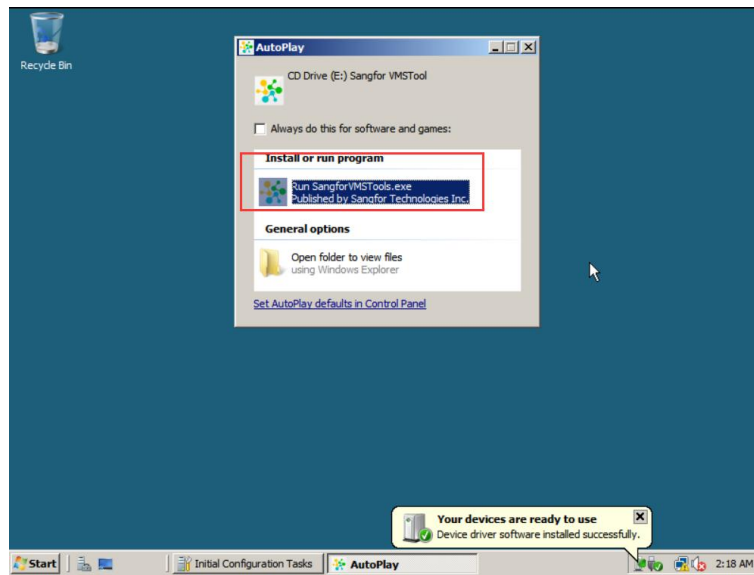 Recycle Bin
AutoPlay
CD Drive (E:) Sangfor VMSTool
Always do this for software and games:
Install or run program
Run SangforVMSTools.exe
Published by Sangfor Technologies Inc.
General options
Open folder to view files
using Windows Explorer
Set AutoPlay defaults in Control Panel
Your devices are ready to use
Device driver software installed successfully.
Start
Initial Configuration Tasks
AutoPlay
2:18 AM